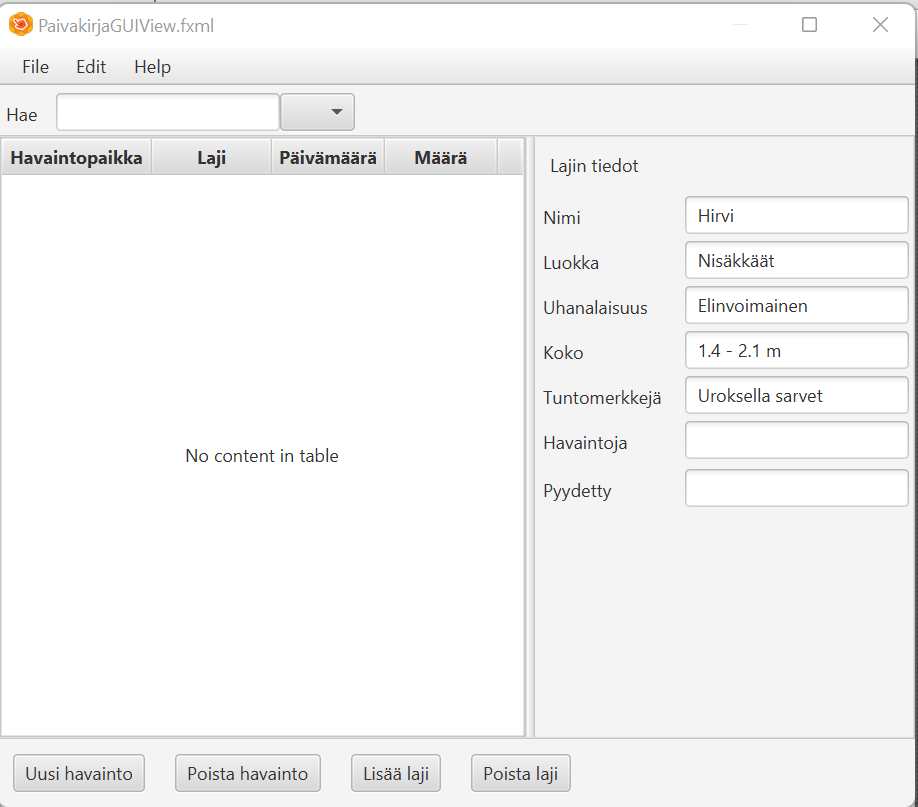 PaivakirjaGUIView.fxml
File Edit Help
Hae
Havaintopaikka Laji Päivämäärä Määrä
No content in table
Lajin tiedot
Nimi Hirvi
Luokka Nisäkkäät
Uhanalaisuus Elinvoimainen
Koko 1.4 - 2.1 m
Tuntomerkkejä Uroksella sarvet
Havaintoja
Pyydetty
Uusi havainto Poista havainto Lisää laji Poista laji